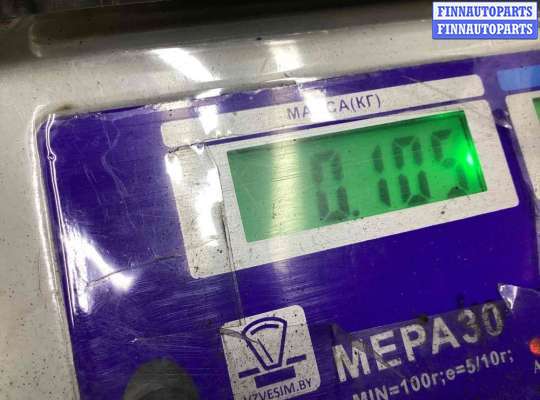 FINNAUTOPARTS
FINNAUTOPARTS
МАССА(КГ)
0.105
МЕРА30
VZVESIM.BY
MIN=100г;e=5/10г;